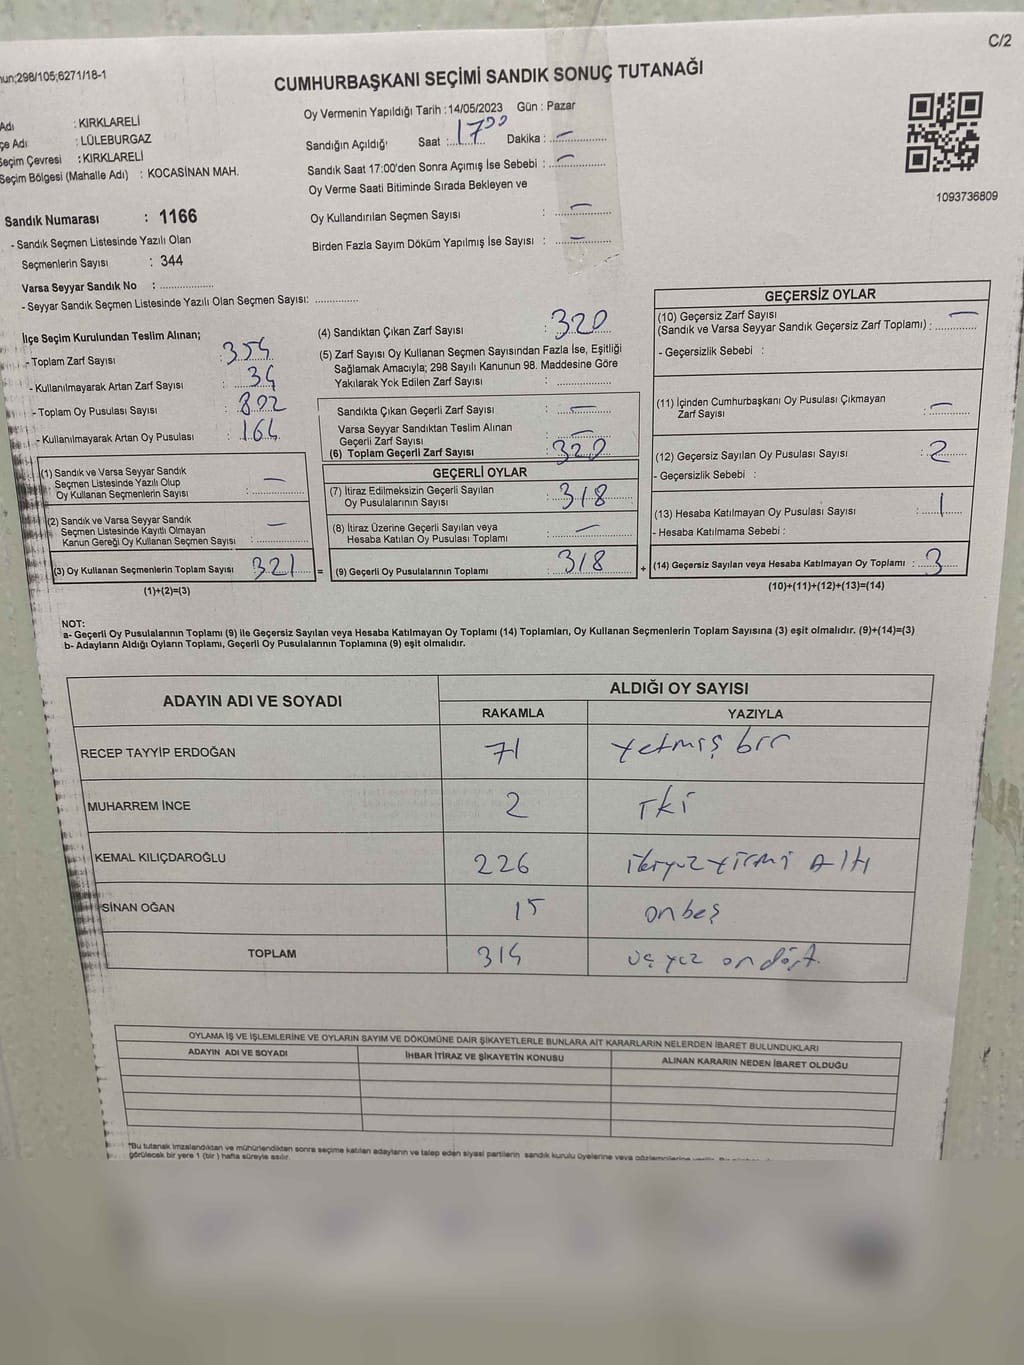 C/2
nun;298/105;6271/18-1
CUMHURBAŞKANI SEÇİMİ SANDIK SONUÇ TUTANAĞI
Adı : KIRKLARELİ
çe Adı : LÜLEBURGAZ
Seçim Çevresi : KIRKLARELİ
Seçim Bölgesi (Mahalle Adı) : KOCASİNAN MAH.
Oy Vermenin Yapıldığı Tarih : 14/05/2023 Gün : Pazar
Sandığın Açıldığı Saat : 17:00 Dakika : —
Sandık Saat 17:00'den Sonra Açımış İse Sebebi : —
Oy Verme Saati Bitiminde Sırada Bekleyen ve
Oy Kullandırılan Seçmen Sayısı : —
Birden Fazla Sayım Döküm Yapılmış İse Sayısı : —
1093736809
Sandık Numarası : 1166
- Sandık Seçmen Listesinde Yazılı Olan
Seçmenlerin Sayısı : 344
Varsa Seyyar Sandık No : ..................
- Seyyar Sandık Seçmen Listesinde Yazılı Olan Seçmen Sayısı: ..............
İlçe Seçim Kurulundan Teslim Alınan;
- Toplam Zarf Sayısı : 354
- Kullanılmayarak Artan Zarf Sayısı : 34
- Toplam Oy Pusulası Sayısı : 802
- Kullanılmayarak Artan Oy Pusulası : 164
(1) Sandık ve Varsa Seyyar Sandık
Seçmen Listesinde Yazılı Olup
Oy Kullanan Seçmenlerin Sayısı : —
(2) Sandık ve Varsa Seyyar Sandık
Seçmen Listesinde Kayıtlı Olmayan
Kanun Gereği Oy Kullanan Seçmen Sayısı : —
(3) Oy Kullanan Seçmenlerin Toplam Sayısı 321 =
(1)+(2)=(3)
(4) Sandıktan Çıkan Zarf Sayısı : 320
(5) Zarf Sayısı Oy Kullanan Seçmen Sayısından Fazla İse, Eşitliği
Sağlamak Amacıyla; 298 Sayılı Kanunun 98. Maddesine Göre
Yakılarak Yok Edilen Zarf Sayısı : ..................
Sandıkta Çıkan Geçerli Zarf Sayısı : —
Varsa Seyyar Sandıktan Teslim Alınan
Geçerli Zarf Sayısı : —
(6) Toplam Geçerli Zarf Sayısı : 320
GEÇERLİ OYLAR
(7) İtiraz Edilmeksizin Geçerli Sayılan
Oy Pusulalarının Sayısı : 318
(8) İtiraz Üzerine Geçerli Sayılan veya
Hesaba Katılan Oy Pusulası Toplamı : —
(9) Geçerli Oy Pusulalarının Toplamı : 318 +
GEÇERSİZ OYLAR
(10) Geçersiz Zarf Sayısı
(Sandık ve Varsa Seyyar Sandık Geçersiz Zarf Toplamı) : —
- Geçersizlik Sebebi :
(11) İçinden Cumhurbaşkanı Oy Pusulası Çıkmayan
Zarf Sayısı : —
(12) Geçersiz Sayılan Oy Pusulası Sayısı : 2
- Geçersizlik Sebebi :
(13) Hesaba Katılmayan Oy Pusulası Sayısı : 1
- Hesaba Katılmama Sebebi :
(14) Geçersiz Sayılan veya Hesaba Katılmayan Oy Toplamı : 3
(10)+(11)+(12)+(13)=(14)
NOT:
a- Geçerli Oy Pusulalarının Toplamı (9) ile Geçersiz Sayılan veya Hesaba Katılmayan Oy Toplamı (14) Toplamları, Oy Kullanan Seçmenlerin Toplam Sayısına (3) eşit olmalıdır. (9)+(14)=(3)
b- Adayların Aldığı Oyların Toplamı, Geçerli Oy Pusulalarının Toplamına (9) eşit olmalıdır.
ADAYIN ADI VE SOYADI ALDIĞI OY SAYISI
RAKAMLA YAZIYLA
RECEP TAYYİP ERDOĞAN 71 Yetmiş bir
MUHARREM İNCE 2 İki
KEMAL KILIÇDAROĞLU 226 ikiyüz yirmi Altı
SİNAN OĞAN 15 on beş
TOPLAM 314 üç yüz on dört.
OYLAMA İŞ VE İŞLEMLERİNE VE OYLARIN SAYIM VE DÖKÜMÜNE DAİR ŞİKAYETLERLE BUNLARA AİT KARARLARIN NELERDEN İBARET BULUNDUKLARI
ADAYIN ADI VE SOYADI İHBAR İTİRAZ VE ŞİKAYETİN KONUSU ALINAN KARARIN NEDEN İBARET OLDUĞU
*Bu tutanak imzalandıktan ve mühürlendikten sonra seçime katılan adayların ve talep eden siyasi partilerin sandık kurulu üyelerine veya gözlemcilerine verilir.
görülecek bir yere 1 (bir) hafta süreyle asılır.